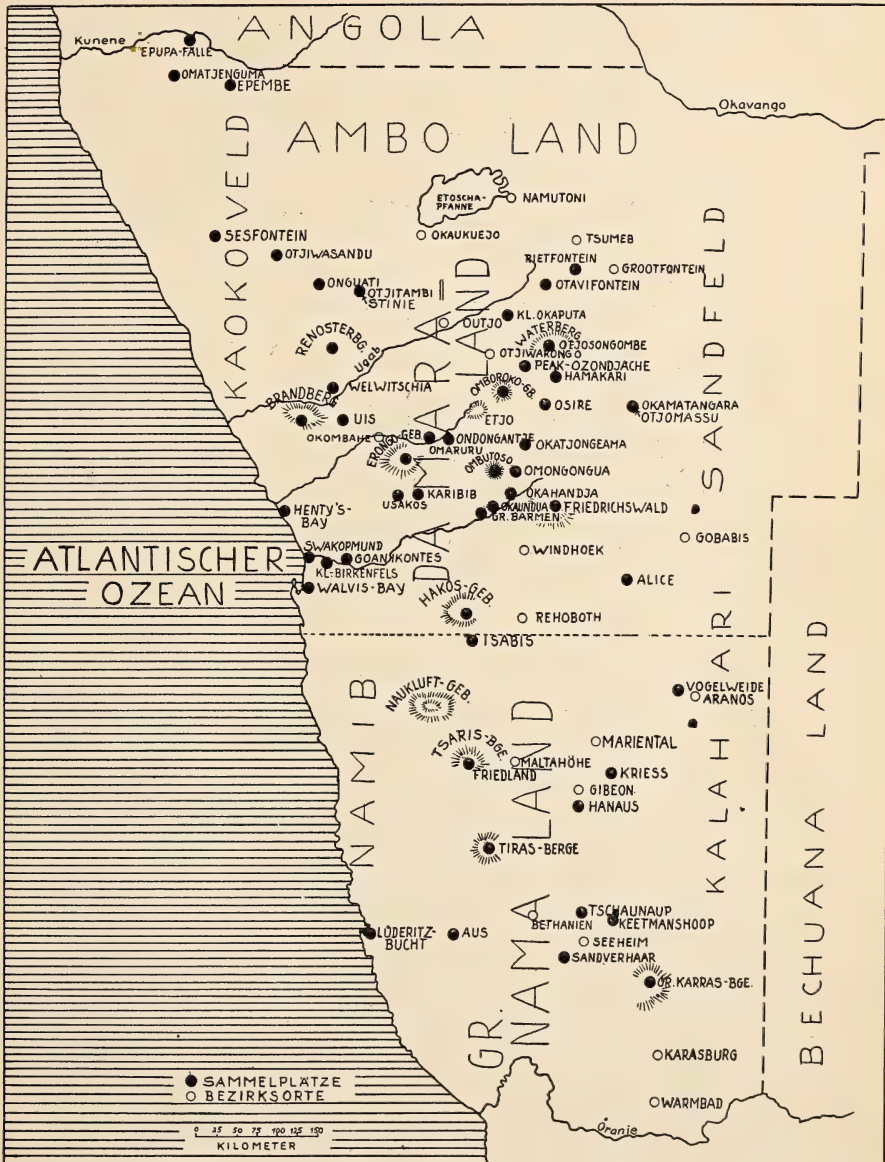 ANGOLA
Kunene
EPUPA-FÄLLE
OMATJENGUMA
EPEMBE
Okavango
AMBO LAND
KAOKOVELD
ETOSCHA-
PFANNE
NAMUTONI
SESFONTEIN
OKAUKUEJO
TSUMEB
OTJIWASANDU
RIETFONTEIN
GROOTFONTEIN
ONGUATI
OTJITAMBI
STINIE
OTAVIFONTEIN
KL. OKAPUTA
OUTJO
WATERBERG
RENOSTERBG.
Ugab
OTJOSONGOMBE
OTJIWARONGO
PEAK-OZONDJACHE
HAMAKARI
WELWITSCHIA
OMBOROKO-GB.
BRANDBERG
ETJO
OSIRE
OKAMATANGARA
OTJOMASSU
UIS
OKOMBAHE
ERONGO-GEB.
OMARURU
ONDONGANTJE
OKATJONGEAMA
OMBUTOSO
OMONGONGUA
USAKOS
KARIBIB
OKAHANDJA
HENTY'S-
BAY
OKAUNDUA
FRIEDRICHSWALD
GR. BARMEN
DAMARA
LAND
SANDFELD
GOBABIS
WINDHOEK
SWAKOPMUND
GOANIKONTES
KL.-BIRKENFELS
ATLANTISCHER
OZEAN
WALVIS-BAY
ALICE
HAKOS-GEB.
REHOBOTH
ISABIS
NAUKLUFT-GEB.
VOGELWEIDE
ARANOS
TSARIS-BGE.
MARIENTAL
MALTAHÖHE
FRIEDLAND
KRIESS
GIBEON
HANAUS
NAMIB
TIRAS-BERGE
KALAHARI
BECHUANA LAND
TSCHAUNAUP
BETHANIEN
KEETMANSHOOP
LÜDERITZ-
BUCHT
AUS
SEEHEIM
SANDVERHAAR
GR. KARRAS-BGE.
GR.
NAMA LAND
KARASBURG
WARMBAD
Oranje
SAMMELPLÄTZE
BEZIRKSORTE
0 25 50 75 100 125 150
KILOMETER